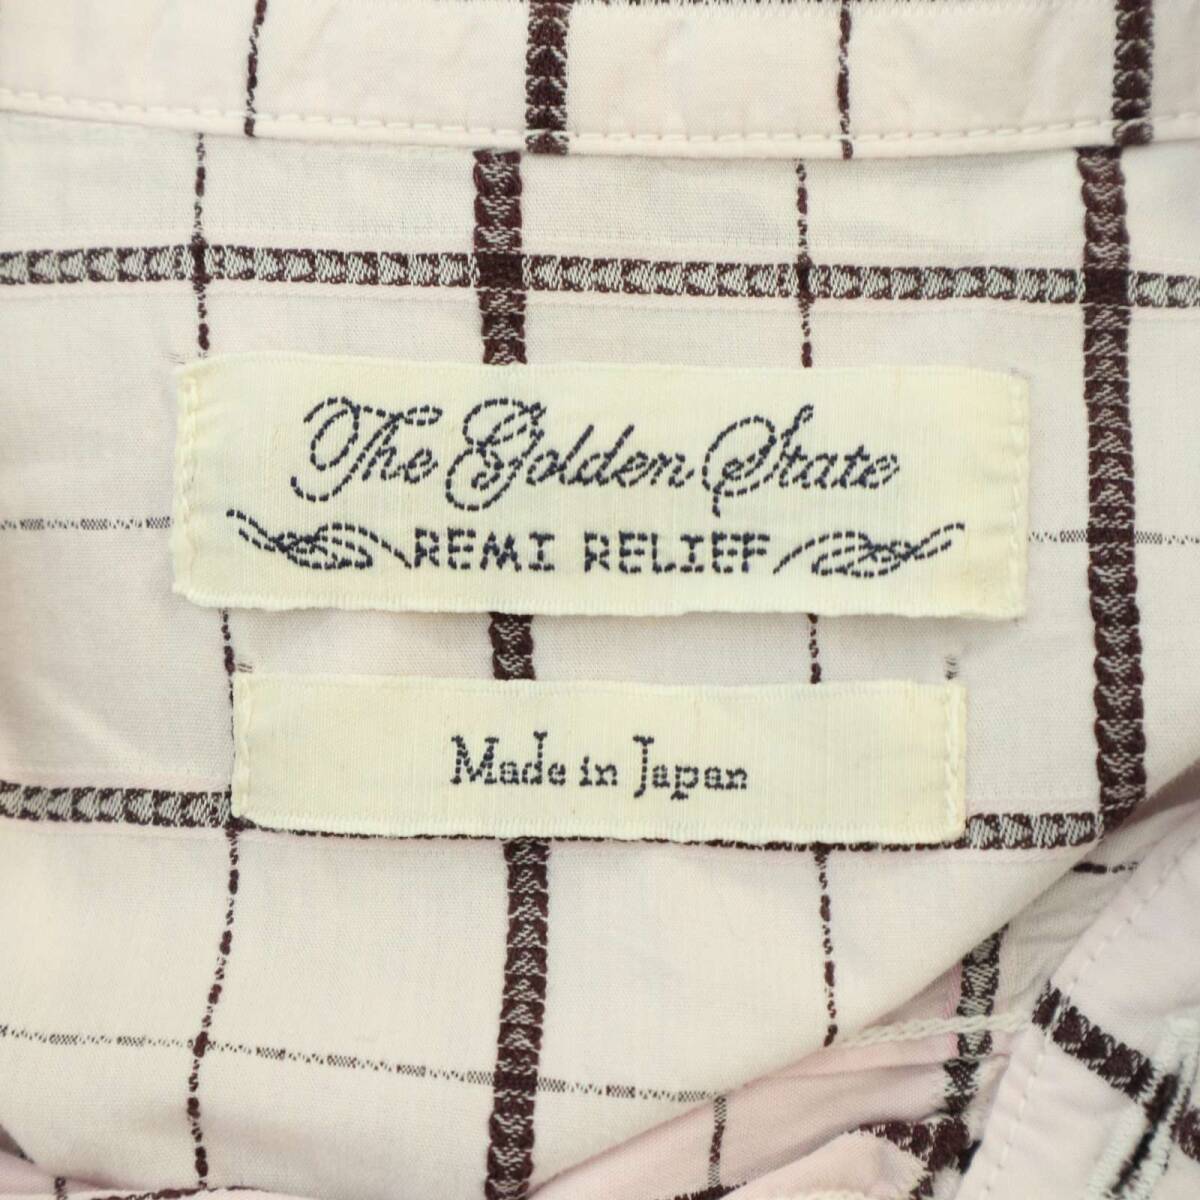 The Golden State
REMI RELIEF
Made in Japan